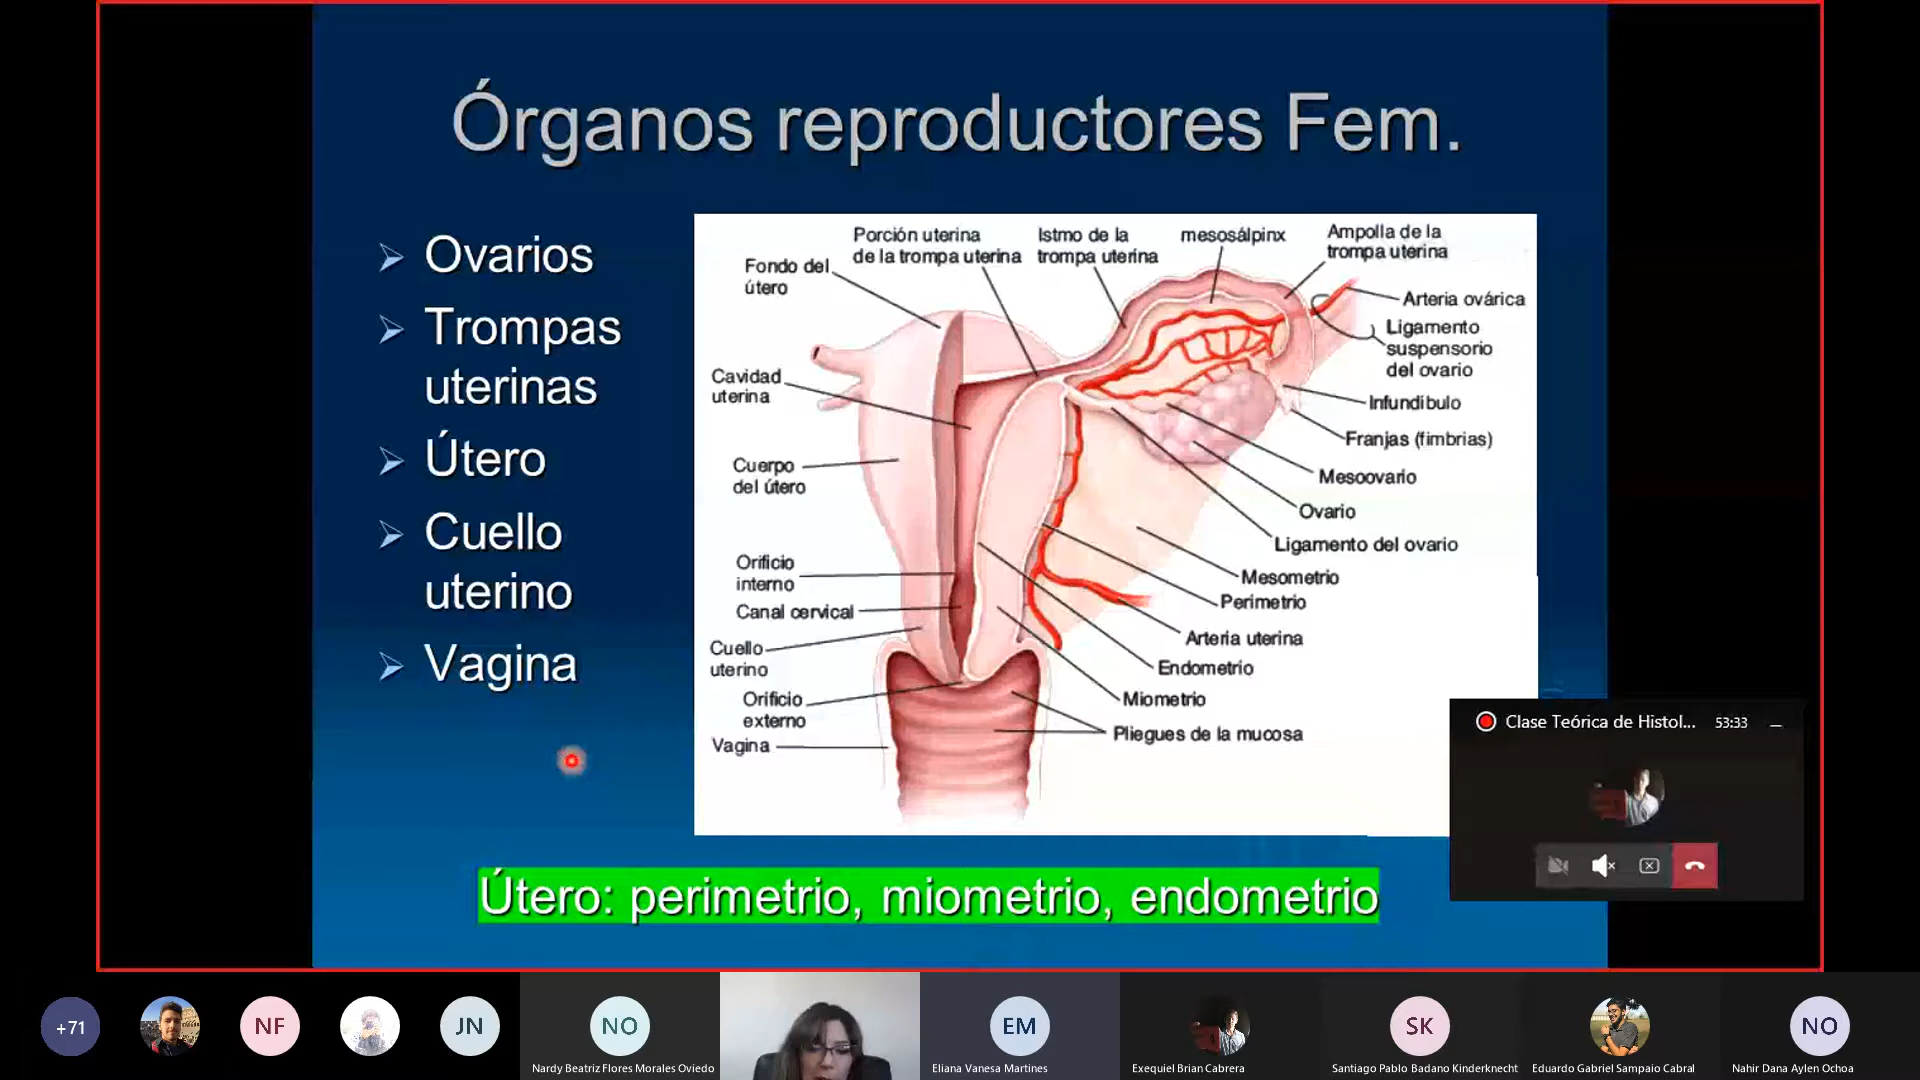 Órganos reproductores Fem.
Ovarios
Trompas
uterinas
Útero
Cuello
uterino
Vagina
Porción uterina
de la trompa uterina
Istmo de la
trompa uterina
mesosálpinx
Ampolla de la
trompa uterina
Fondo del
útero
Arteria ovárica
Ligamento
suspensorio
del ovario
Cavidad
uterina
Infundíbulo
Franjas (fimbrias)
Cuerpo
del útero
Mesoovario
Ovario
Ligamento del ovario
Orificio
interno
Mesometrio
Canal cervical
Perimetrio
Cuello
uterino
Arteria uterina
Endometrio
Orificio
externo
Miometrio
Vagina
Pliegues de la mucosa
Útero: perimetrio, miometrio, endometrio
Clase Teórica de Histol... 53:33
+71
NF
JN
NO
Nardy Beatriz Flores Morales Oviedo
EM
Eliana Vanesa Martines
Exequiel Brian Cabrera
SK
Santiago Pablo Badano Kinderknecht
Eduardo Gabriel Sampaio Cabral
NO
Nahir Dana Aylen Ochoa